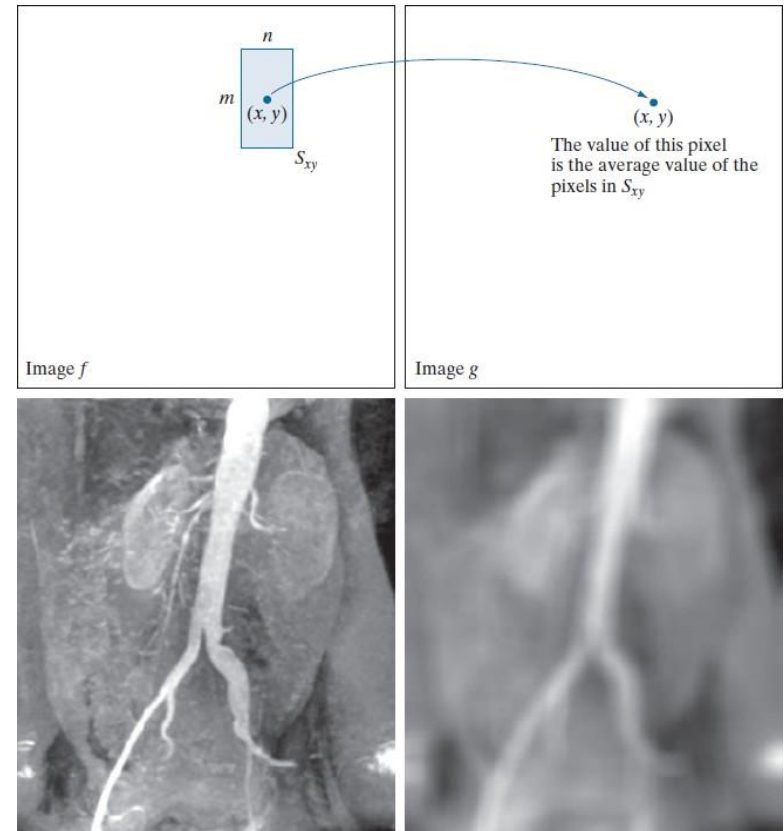 n
m
(x, y)
S_xy
Image f
(x, y)
The value of this pixel
is the average value of the
pixels in S_xy
Image g